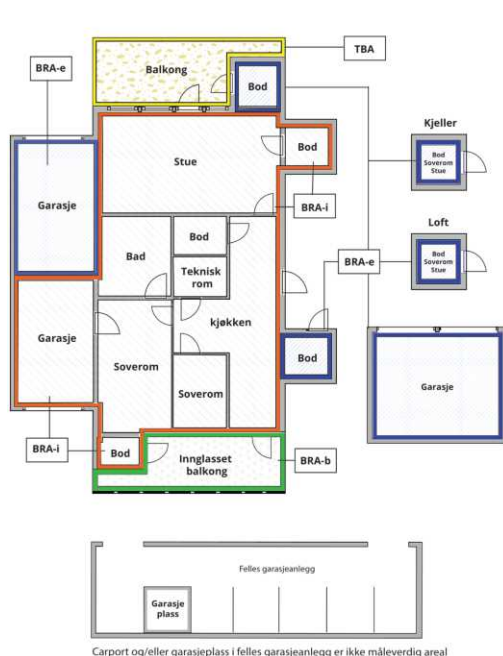 TBA
BRA-e
Balkong
Bod
Kjeller
Bod
Soverom
Stue
Stue
Bod
Garasje
BRA-i
Loft
Bod
Soverom
Stue
Bad
Bod
Teknisk
rom
BRA-e
kjøkken
Garasje
Soverom
Bod
Soverom
Garasje
BRA-i
Bod
Innglasset
balkong
BRA-b
Felles garasjeanlegg
Garasje
plass
Carport og/eller garasjeplass i felles garasjeanlegg er ikke måleverdig areal